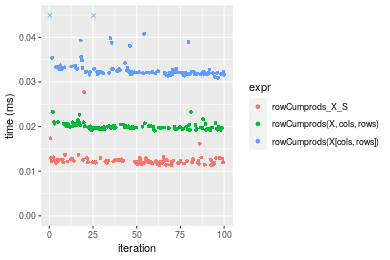 0.04
0.03
0.02
0.01
0.00
0
25
50
75
100
time (ms)
iteration
expr
rowCumprods_X_S
rowCumprods(X, cols, rows)
rowCumprods(X[cols, rows])